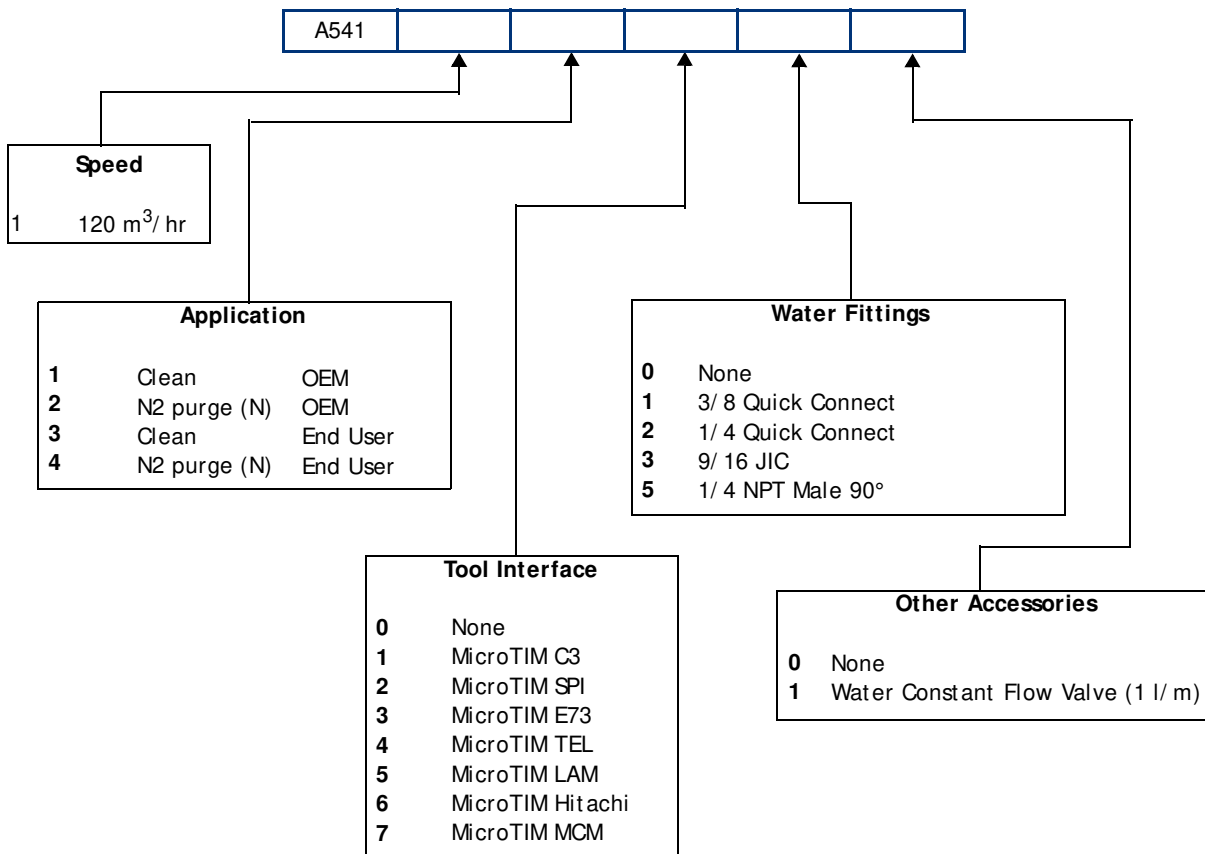 A541
Speed
1 120 m3/ hr
Application
1 Clean OEM
2 N2 purge (N) OEM
3 Clean End User
4 N2 purge (N) End User
Water Fittings
0 None
1 3/ 8 Quick Connect
2 1/ 4 Quick Connect
3 9/ 16 JIC
5 1/ 4 NPT Male 90°
Tool Interface
0 None
1 MicroTIM C3
2 MicroTIM SPI
3 MicroTIM E73
4 MicroTIM TEL
5 MicroTIM LAM
6 MicroTIM Hitachi
7 MicroTIM MCM
Other Accessories
0 None
1 Water Constant Flow Valve (1 l/ m)